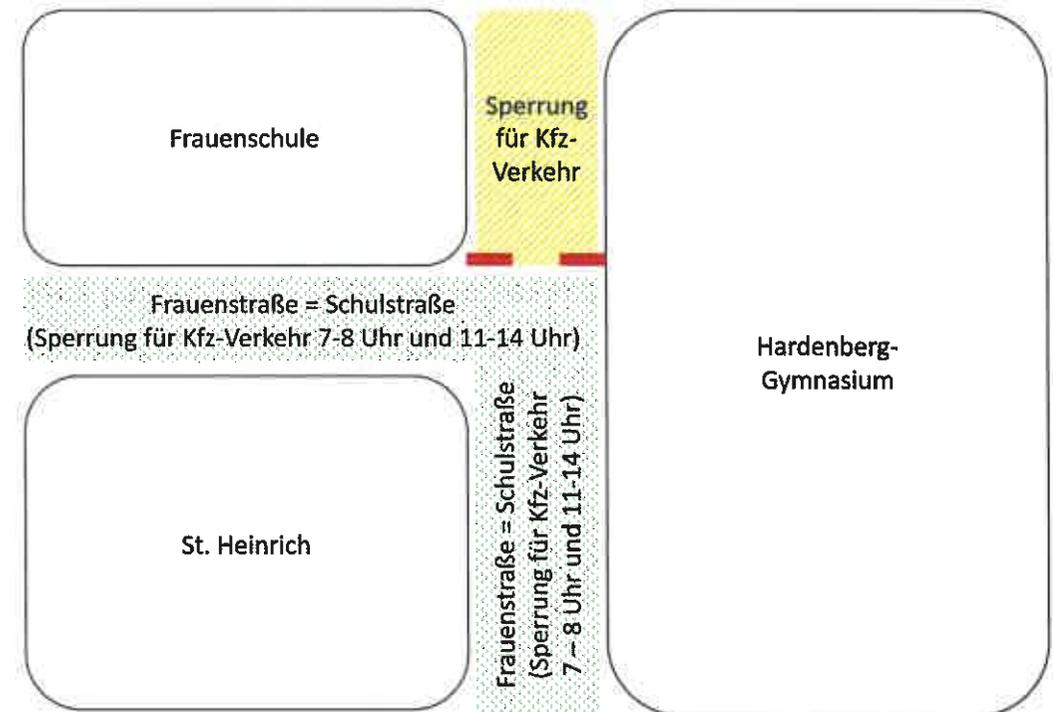 Frauenschule
Sperrung
für Kfz-
Verkehr
Frauenstraße = Schulstraße
(Sperrung für Kfz-Verkehr 7-8 Uhr und 11-14 Uhr)
Hardenberg-
Gymnasium
St. Heinrich
Frauenstraße = Schulstraße
(Sperrung für Kfz-Verkehr
7 – 8 Uhr und 11-14 Uhr)